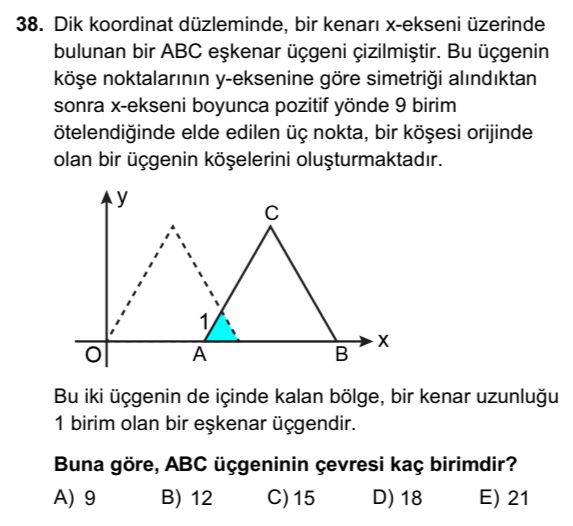 38. Dik koordinat düzleminde, bir kenarı x-ekseni üzerinde
bulunan bir ABC eşkenar üçgeni çizilmiştir. Bu üçgenin
köşe noktalarının y-eksenine göre simetriği alındıktan
sonra x-ekseni boyunca pozitif yönde 9 birim
ötelendiğinde elde edilen üç nokta, bir köşesi orijinde
olan bir üçgenin köşelerini oluşturmaktadır.
y
C
1
x
O
A
B
Bu iki üçgenin de içinde kalan bölge, bir kenar uzunluğu
1 birim olan bir eşkenar üçgendir.
Buna göre, ABC üçgeninin çevresi kaç birimdir?
A) 9 B) 12 C) 15 D) 18 E) 21